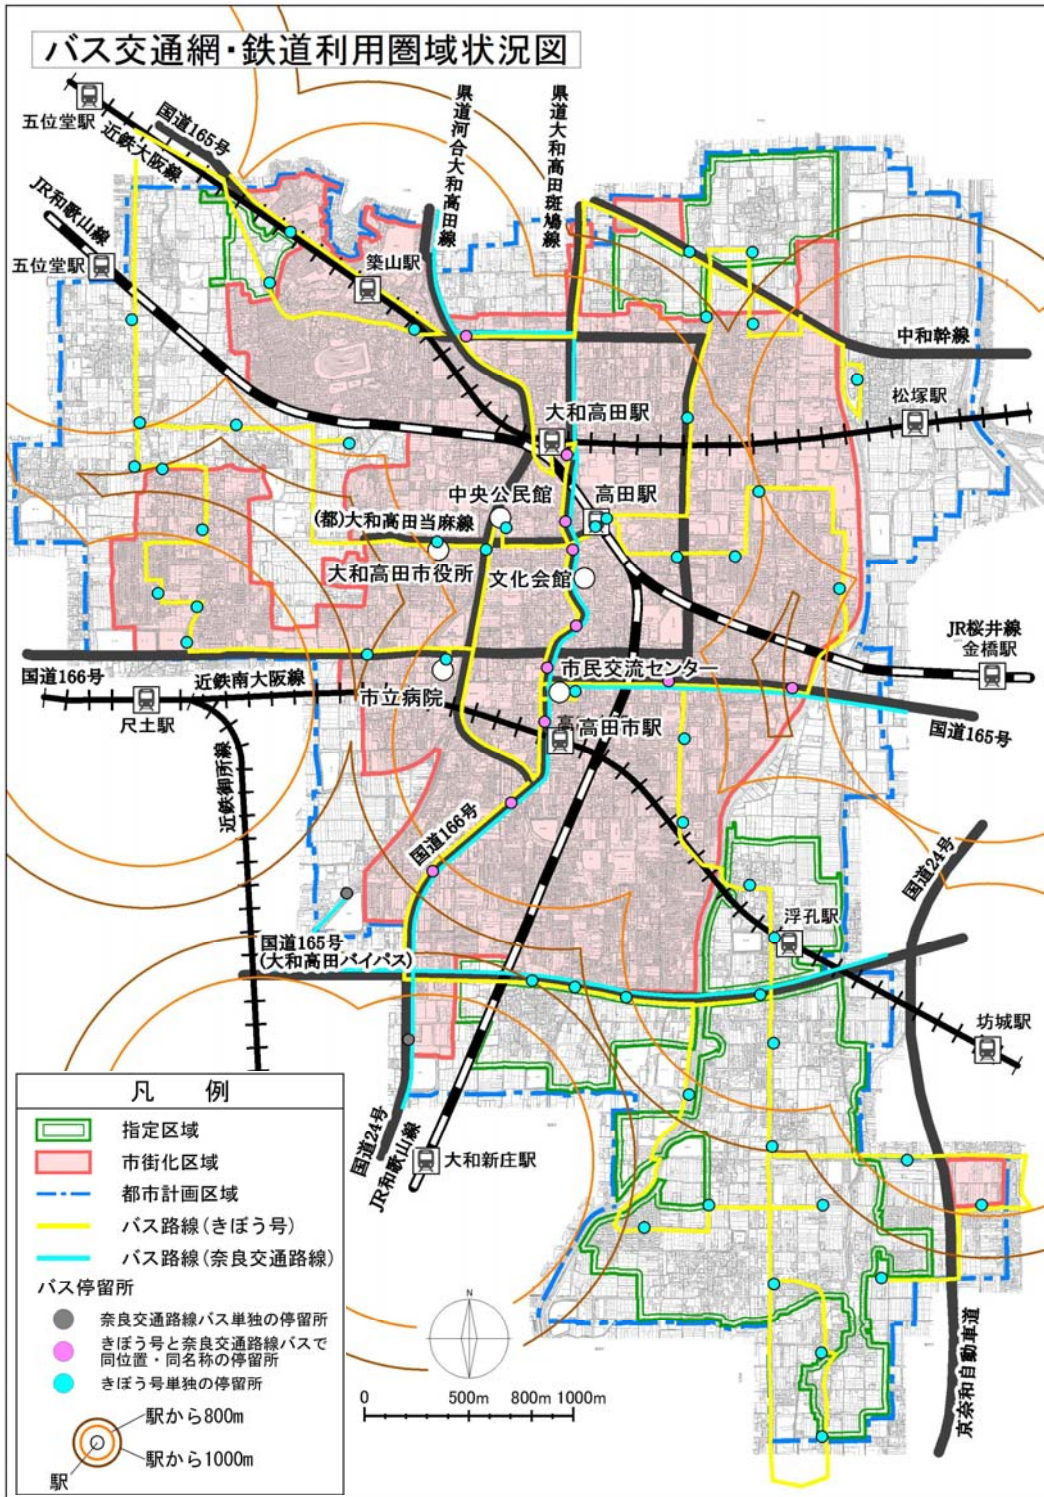 バス交通網・鉄道利用圏域状況図
五位堂駅
国道165号
近鉄大阪線
県道河合大和高田線
県道大和高田斑鳩線
JR和歌山線
五位堂駅
築山駅
中和幹線
松塚駅
大和高田駅
中央公民館
高田駅
(都)大和高田当麻線
大和高田市役所
文化会館
JR桜井線
金橋駅
国道166号
近鉄南大阪線
市民交流センター
市立病院
尺土駅
高
高田市駅
国道165号
近鉄御所線
国道166号
国道24号
浮孔駅
国道165号
(大和高田バイパス)
坊城駅
国道24号
JR和歌山線
大和新庄駅
京奈和自動車道
凡 例
指定区域
市街化区域
都市計画区域
バス路線(きぼう号)
バス路線(奈良交通路線)
バス停留所
奈良交通路線バス単独の停留所
きぼう号と奈良交通路線バスで
同位置・同名称の停留所
きぼう号単独の停留所
駅から800m
駅から1000m
駅
N
0 500m 800m 1000m